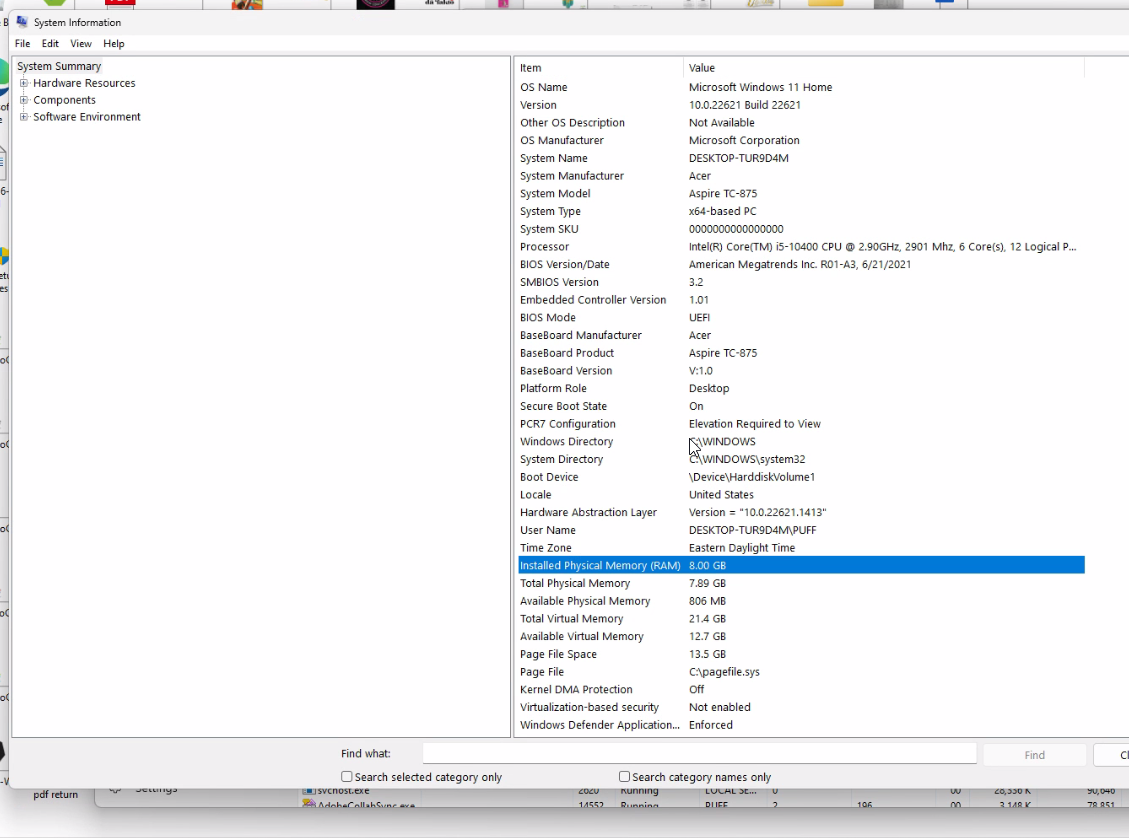 System Information
File Edit View Help
System Summary
Hardware Resources
Components
Software Environment
Item Value
OS Name Microsoft Windows 11 Home
Version 10.0.22621 Build 22621
Other OS Description Not Available
OS Manufacturer Microsoft Corporation
System Name DESKTOP-TUR9D4M
System Manufacturer Acer
System Model Aspire TC-875
System Type x64-based PC
System SKU 0000000000000000
Processor Intel(R) Core(TM) i5-10400 CPU @ 2.90GHz, 2901 Mhz, 6 Core(s), 12 Logical P...
BIOS Version/Date American Megatrends Inc. R01-A3, 6/21/2021
SMBIOS Version 3.2
Embedded Controller Version 1.01
BIOS Mode UEFI
BaseBoard Manufacturer Acer
BaseBoard Product Aspire TC-875
BaseBoard Version V:1.0
Platform Role Desktop
Secure Boot State On
PCR7 Configuration Elevation Required to View
Windows Directory C:\WINDOWS
System Directory C:\WINDOWS\system32
Boot Device \Device\HarddiskVolume1
Locale United States
Hardware Abstraction Layer Version = "10.0.22621.1413"
User Name DESKTOP-TUR9D4M\PUFF
Time Zone Eastern Daylight Time
Installed Physical Memory (RAM) 8.00 GB
Total Physical Memory 7.89 GB
Available Physical Memory 806 MB
Total Virtual Memory 21.4 GB
Available Virtual Memory 12.7 GB
Page File Space 13.5 GB
Page File C:\pagefile.sys
Kernel DMA Protection Off
Virtualization-based security Not enabled
Windows Defender Application... Enforced
Find what: Find
Search selected category only Search category names only
pdf return
Settings
svchost.exe 2620 Running LOCAL SE... 00 28,336 K 90,646
AdobeCollabSync.exe 14552 Running PUFF 2 196 00 3,148 K 78,851